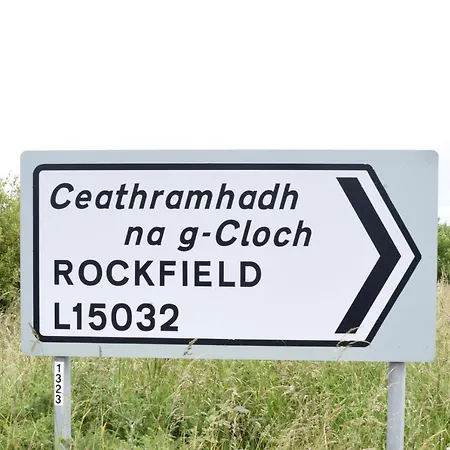 Ceathramhadh
na g-Cloch
ROCKFIELD
L15032
1323